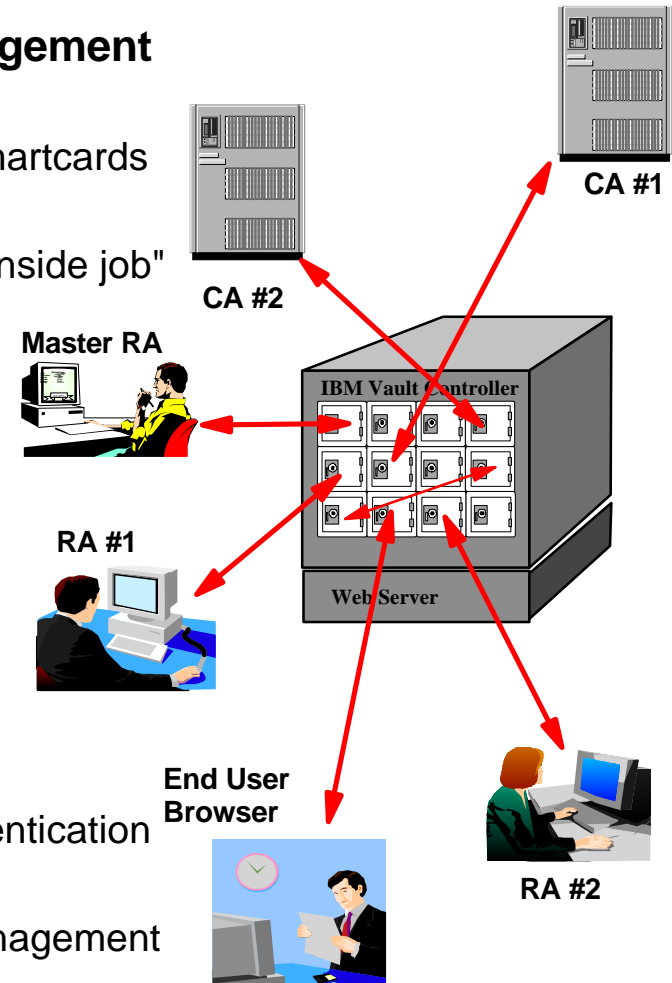 gement
CA #1
nartcards
nside job"
CA #2
Master RA
IBM Vault Controller
RA #1
Web Server
End User
Browser
entication
RA #2
nagement